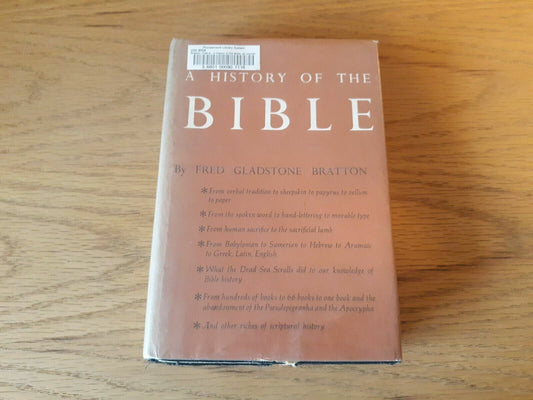 A HISTORY OF THE
BIBLE
By FRED GLADSTONE BRATTON
* From verbal tradition to sheepskin to papyrus to vellum
to paper
* From the spoken word to hand-lettering to movable type
* From human sacrifice to the sacrificial lamb
* From Babylonian to Sumerian to Hebrew to Aramaic
to Greek, Latin, English
* What the Dead Sea Scrolls did to our knowledge of
Bible history
* From hundreds of books to 66 books to one book and the
abandonment of the Pseudepigrapha and the Apocrypha
* And other riches of scriptural history